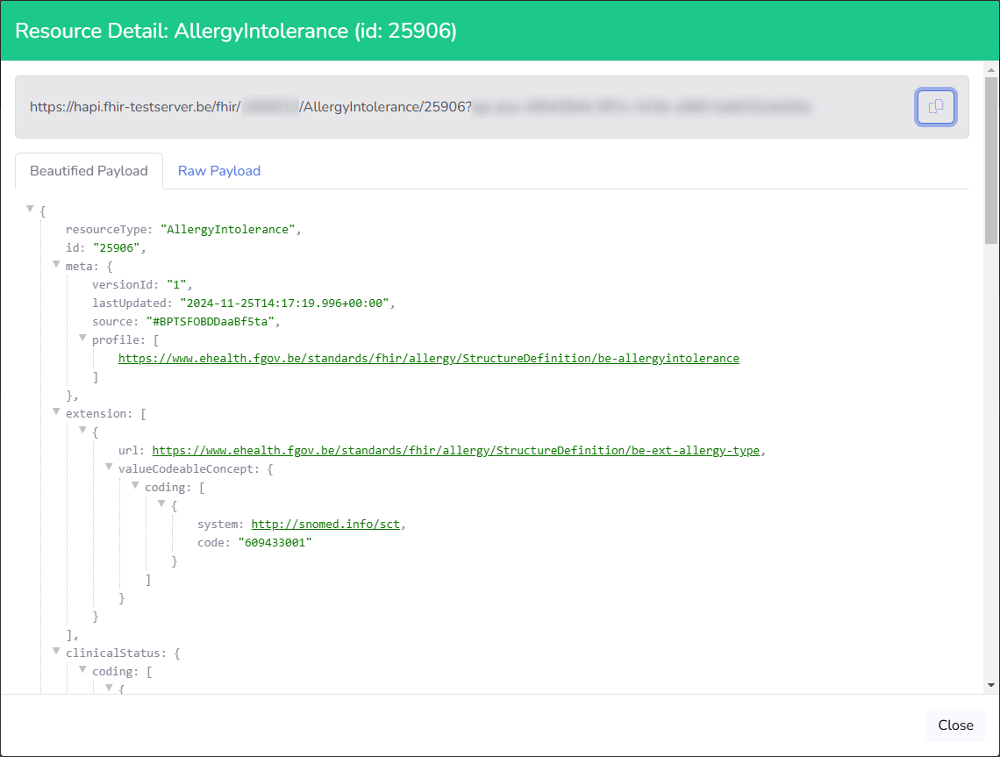 Resource Detail: AllergyIntolerance (id: 25906)
https://hapi.fhir-testserver.be/fhir/ /AllergyIntolerance/25906?
Beautified Payload
Raw Payload
{
resourceType: "AllergyIntolerance",
id: "25906",
meta: {
versionId: "1",
lastUpdated: "2024-11-25T14:17:19.996+00:00",
source: "#BPTSFOBDDaaBf5ta",
profile: [
https://www.ehealth.fgov.be/standards/fhir/allergy/StructureDefinition/be-allergyintolerance
]
},
extension: [
{
url: https://www.ehealth.fgov.be/standards/fhir/allergy/StructureDefinition/be-ext-allergy-type,
valueCodeableConcept: {
coding: [
{
system: http://snomed.info/sct,
code: "609433001"
}
]
}
}
],
clinicalStatus: {
coding: [
{
Close